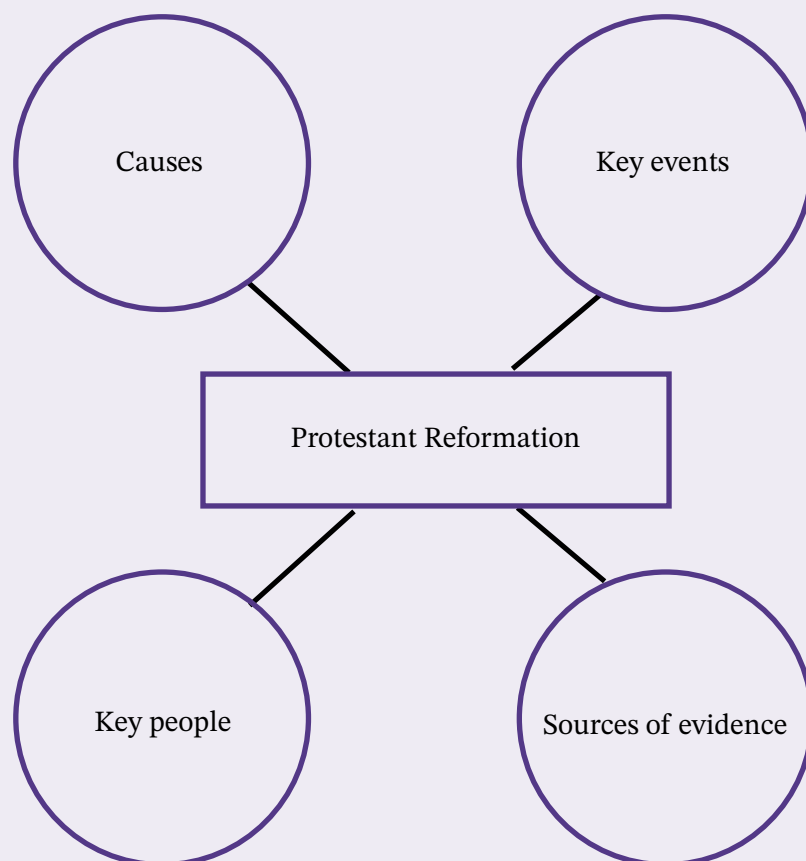 Causes
Key events
Protestant Reformation
Key people
Sources of evidence